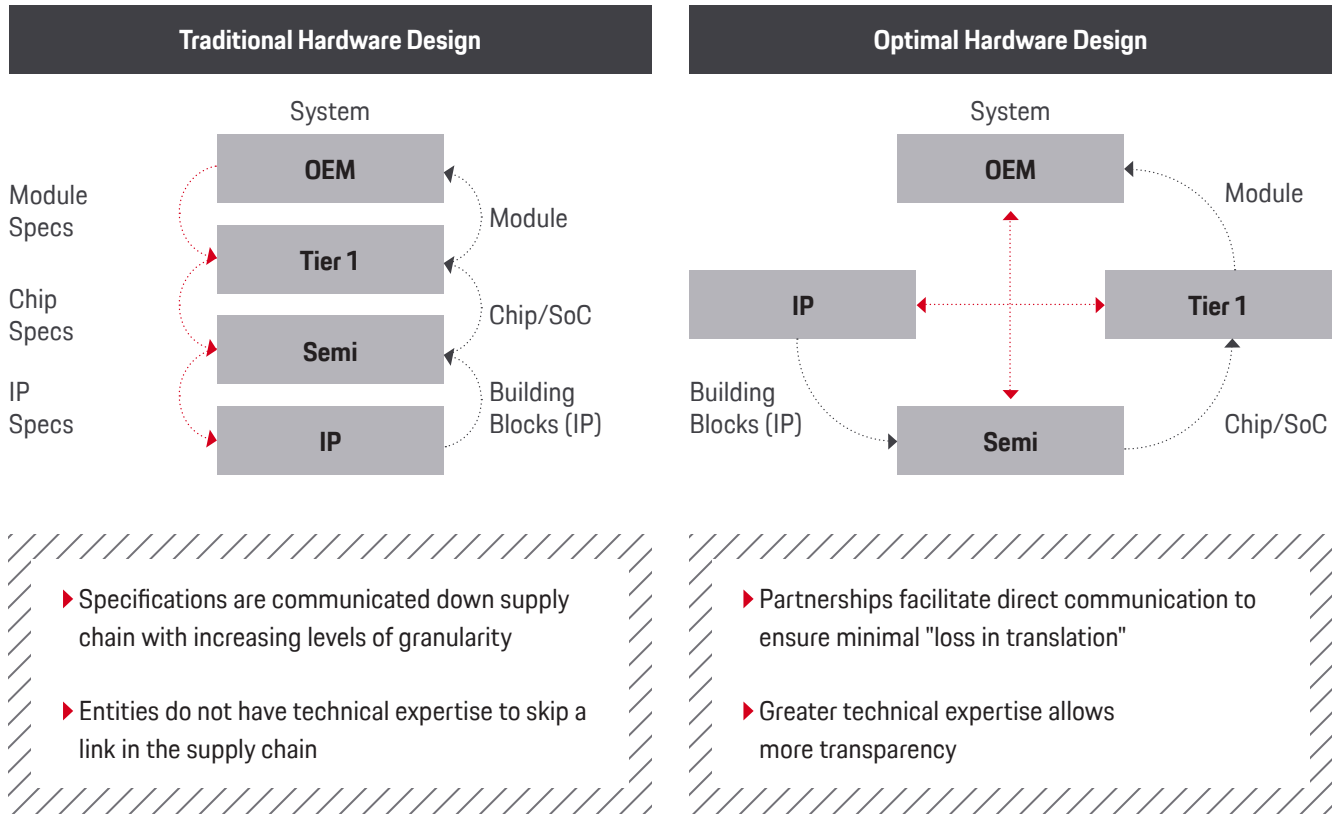 Traditional Hardware Design
System
OEM
Module
Specs
Module
Tier 1
Chip
Specs
Chip/SoC
Semi
IP
Specs
Building
Blocks (IP)
IP
Specifications are communicated down supply
chain with increasing levels of granularity
Entities do not have technical expertise to skip a
link in the supply chain
Optimal Hardware Design
System
OEM
Module
IP
Tier 1
Building
Blocks (IP)
Semi
Chip/SoC
Partnerships facilitate direct communication to
ensure minimal "loss in translation"
Greater technical expertise allows
more transparency